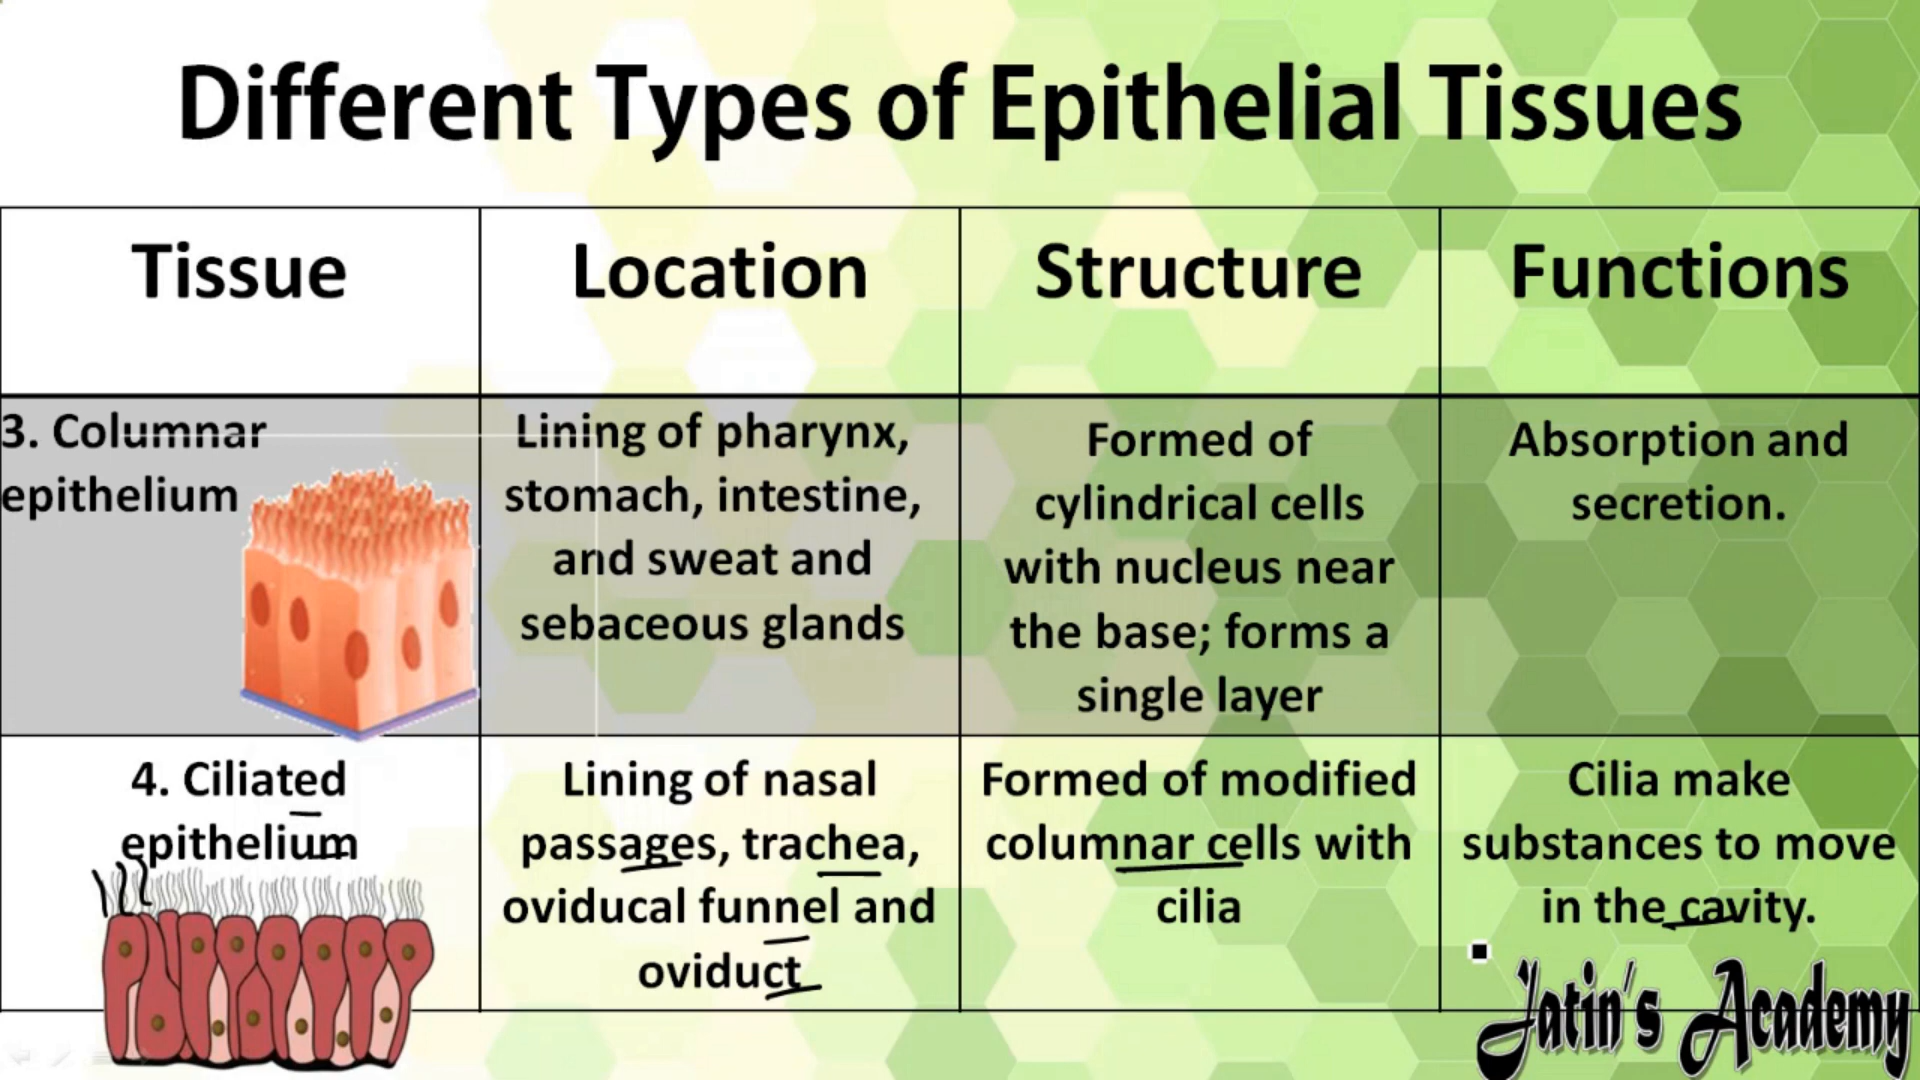 Different Types of Epithelial Tissues
Tissue
Location
Structure
Functions
3. Columnar
epithelium
Lining of pharynx,
stomach, intestine,
and sweat and
sebaceous glands
Formed of
cylindrical cells
with nucleus near
the base; forms a
single layer
Absorption and
secretion.
4. Ciliated
epithelium
Lining of nasal
passages, trachea,
oviducal funnel and
oviduct
Formed of modified
columnar cells with
cilia
Cilia make
substances to move
in the cavity.
Jatin's Academy